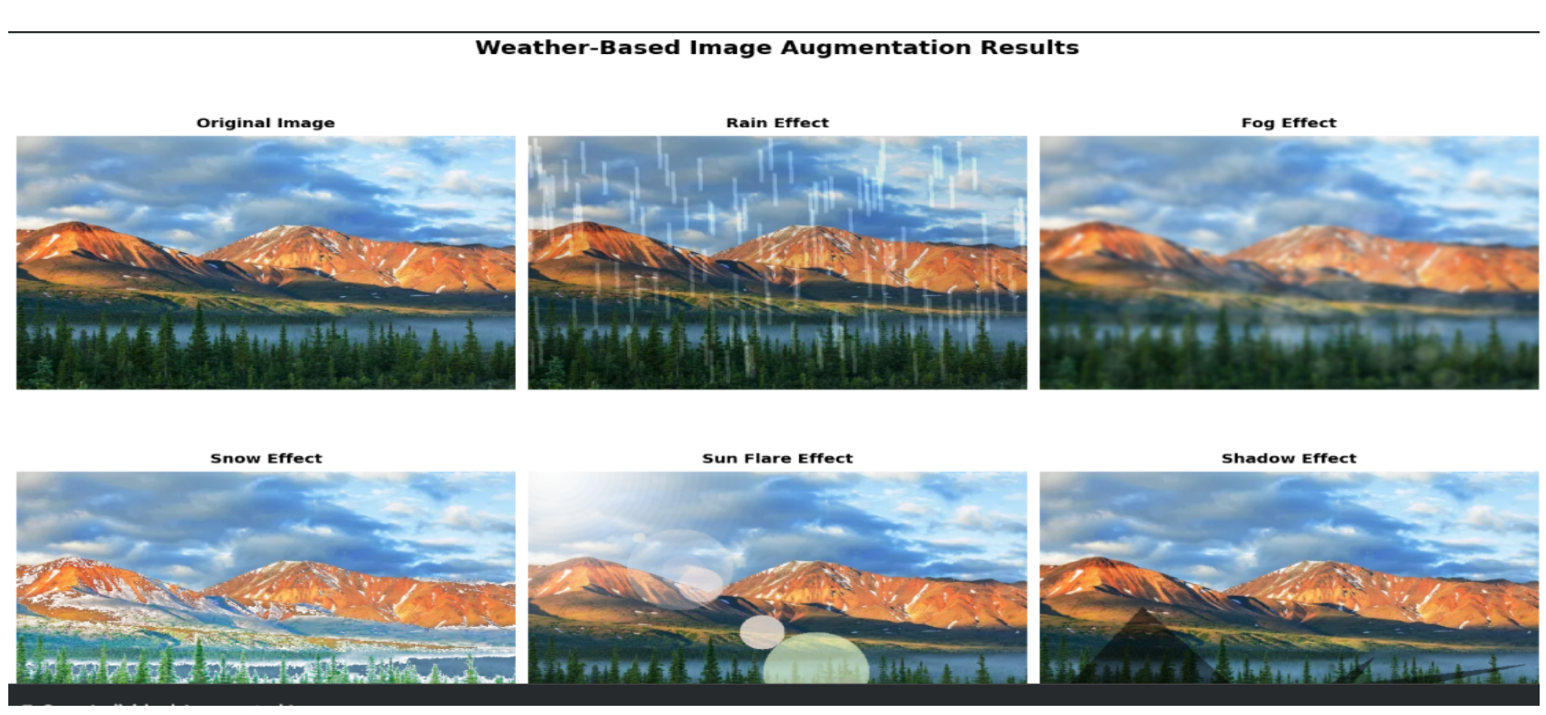 Weather-Based Image Augmentation Results
Original Image
Rain Effect
Fog Effect
Snow Effect
Sun Flare Effect
Shadow Effect